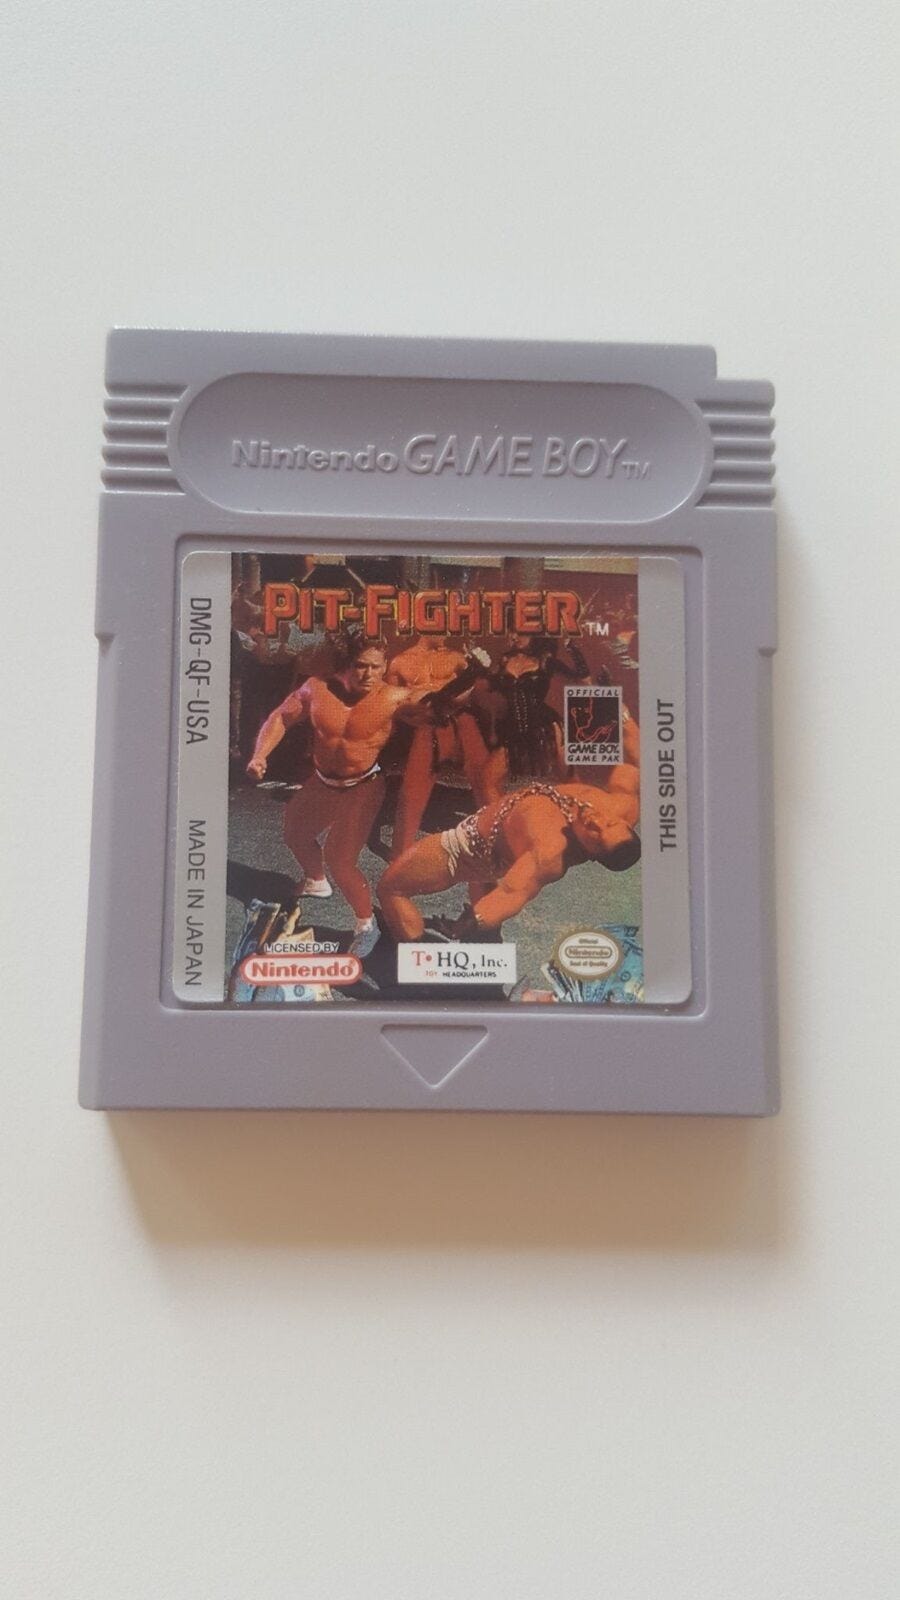 Nintendo GAME BOY TM
PIT-FIGHTER TM
DMG-QF-USA MADE IN JAPAN
OFFICIAL
GAME BOY
GAME PAK
THIS SIDE OUT
LICENSED BY
Nintendo
T•HQ, Inc.
TOY HEADQUARTERS
Official
Nintendo
Seal of Quality